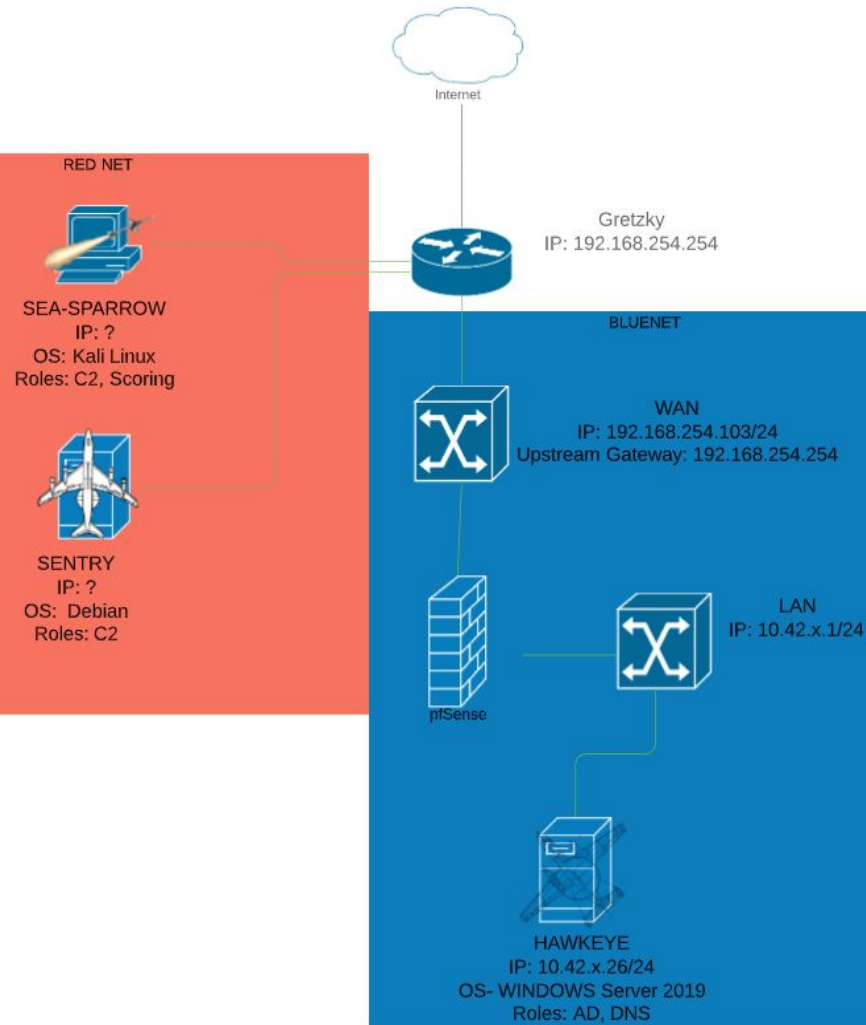 Internet
RED NET
Gretzky
IP: 192.168.254.254
SEA-SPARROW
IP: ?
OS: Kali Linux
Roles: C2, Scoring
BLUENET
WAN
IP: 192.168.254.103/24
Upstream Gateway: 192.168.254.254
SENTRY
IP: ?
OS: Debian
Roles: C2
LAN
IP: 10.42.x.1/24
pfSense
HAWKEYE
IP: 10.42.x.26/24
OS- WINDOWS Server 2019
Roles: AD, DNS